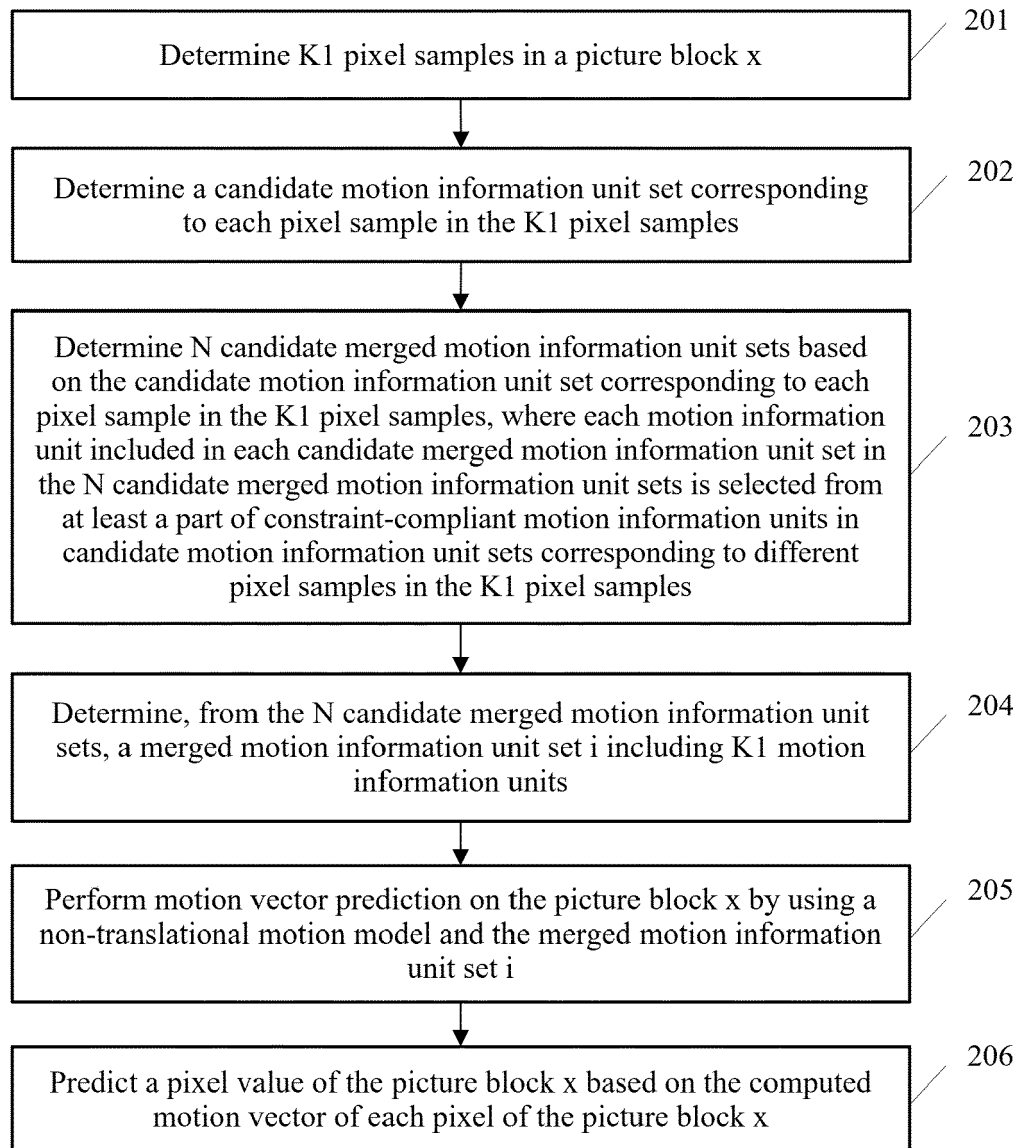 Determine K1 pixel samples in a picture block x
201
Determine a candidate motion information unit set corresponding
to each pixel sample in the K1 pixel samples
202
Determine N candidate merged motion information unit sets based
on the candidate motion information unit set corresponding to each
pixel sample in the K1 pixel samples, where each motion information
unit included in each candidate merged motion information unit set in
the N candidate merged motion information unit sets is selected from
at least a part of constraint-compliant motion information units in
candidate motion information unit sets corresponding to different
pixel samples in the K1 pixel samples
203
Determine, from the N candidate merged motion information unit
sets, a merged motion information unit set i including K1 motion
information units
204
Perform motion vector prediction on the picture block x by using a
non-translational motion model and the merged motion information
unit set i
205
Predict a pixel value of the picture block x based on the computed
motion vector of each pixel of the picture block x
206